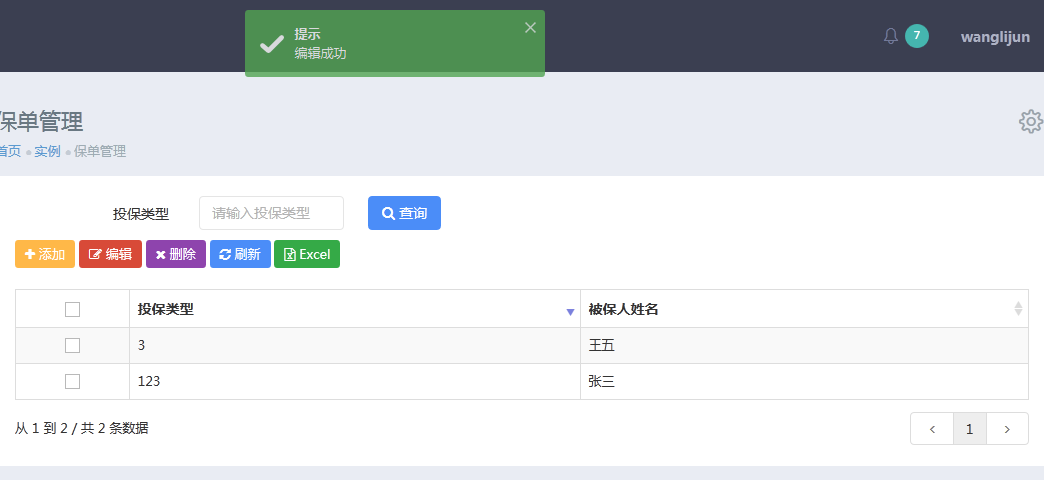 提示
编辑成功
7
wanglijun
保单管理
首页 实例 保单管理
投保类型 请输入投保类型 查询
添加 编辑 删除 刷新 Excel
投保类型 被保人姓名
3 王五
123 张三
从 1 到 2 / 共 2 条数据
1